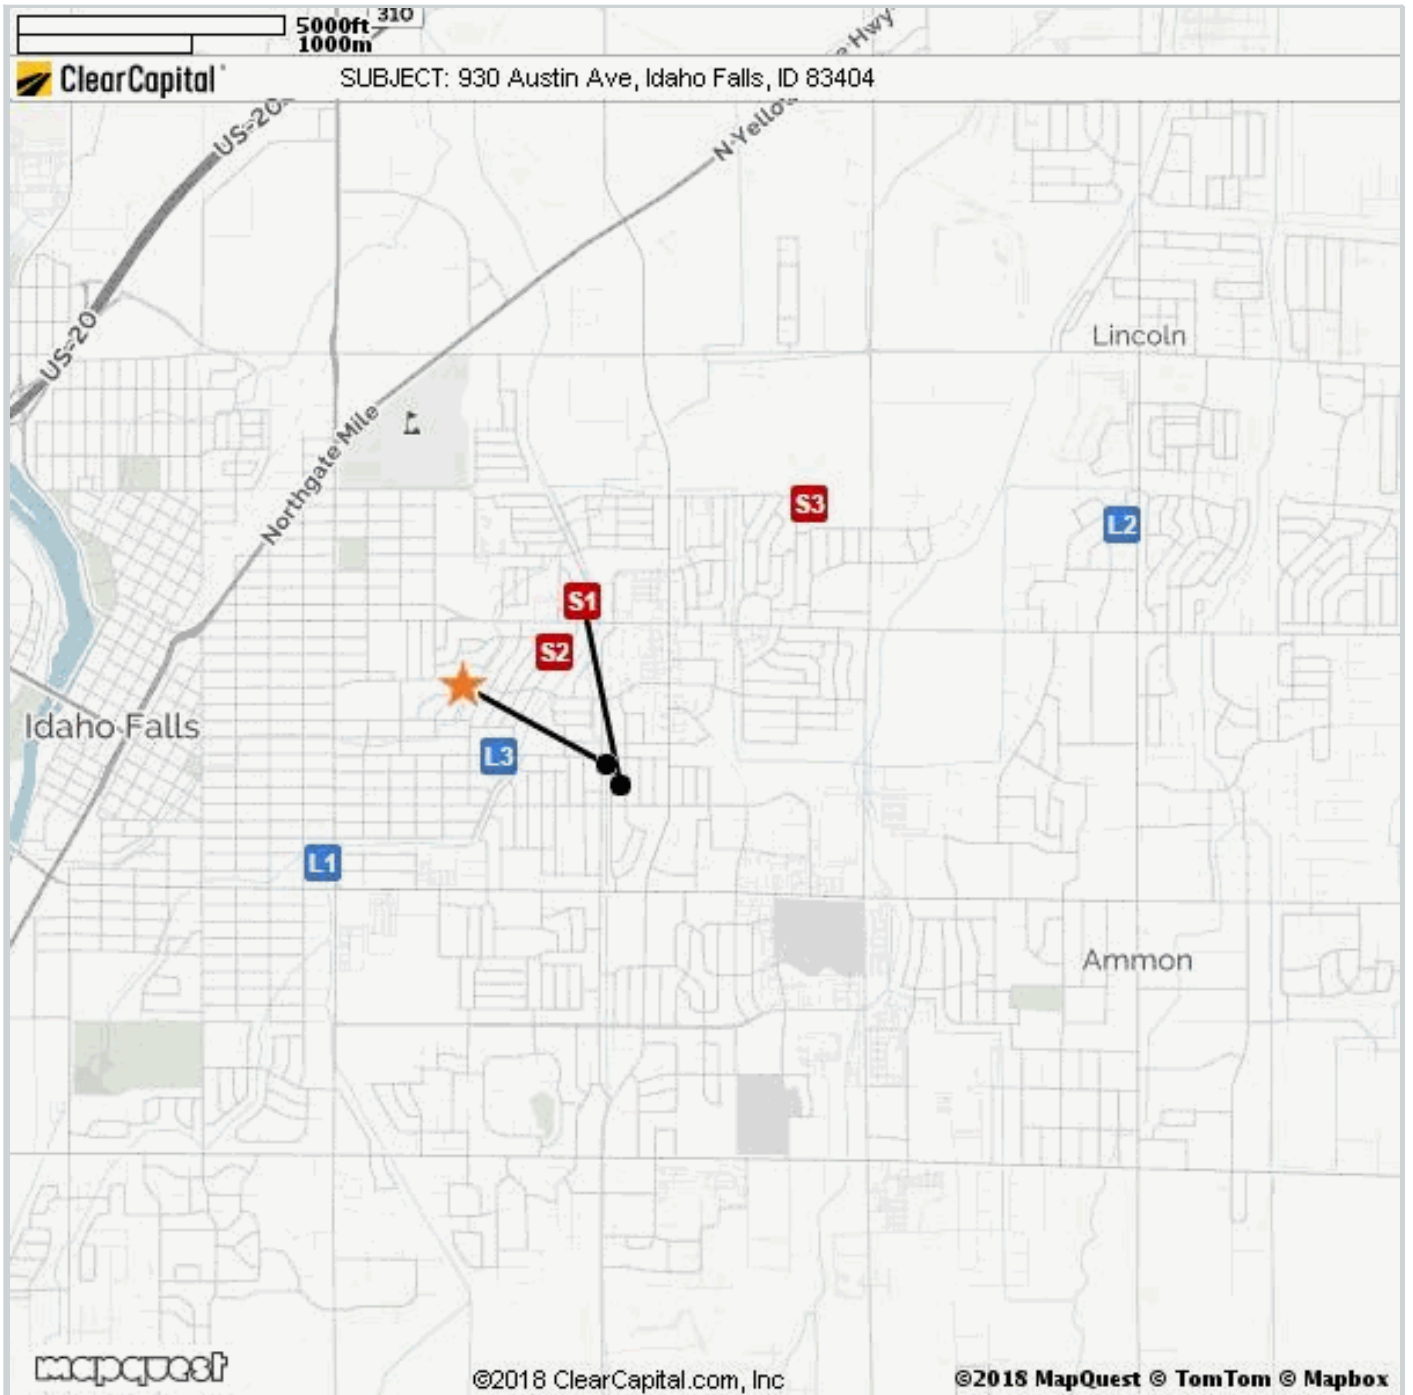 310
5000ft
1000m
ClearCapital
SUBJECT: 930 Austin Ave, Idaho Falls, ID 83404
US-20
N Yello
e Hwy
US-20
Lincoln
Northgate Mile
S3
L2
S1
S2
Idaho Falls
L3
L1
Ammon
mapquest
©2018 ClearCapital.com, Inc
©2018 MapQuest © TomTom © Mapbox